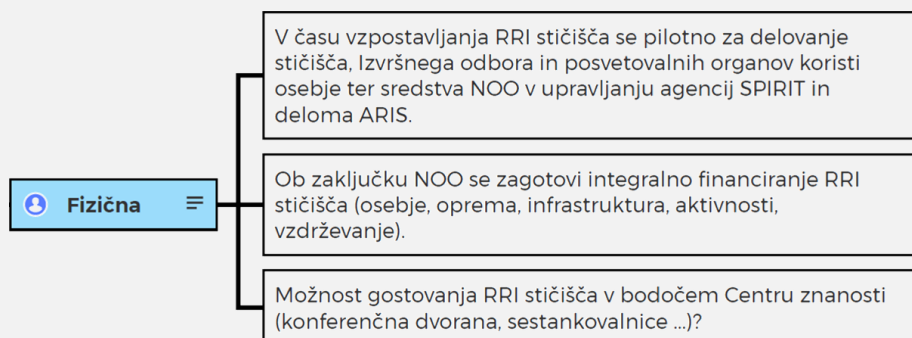 V času vzpostavljanja RRI stičišča se pilotno za delovanje
stičišča, Izvršnega odbora in posvetovalnih organov koristi
osebje ter sredstva NOO v upravljanju agencij SPIRIT in
deloma ARIS.
Fizična
Ob zaključku NOO se zagotovi integralno financiranje RRI
stičišča (osebje, oprema, infrastruktura, aktivnosti,
vzdrževanje).
Možnost gostovanja RRI stičišča v bodočem Centru znanosti
(konferenčna dvorana, sestankovalnice ...)?